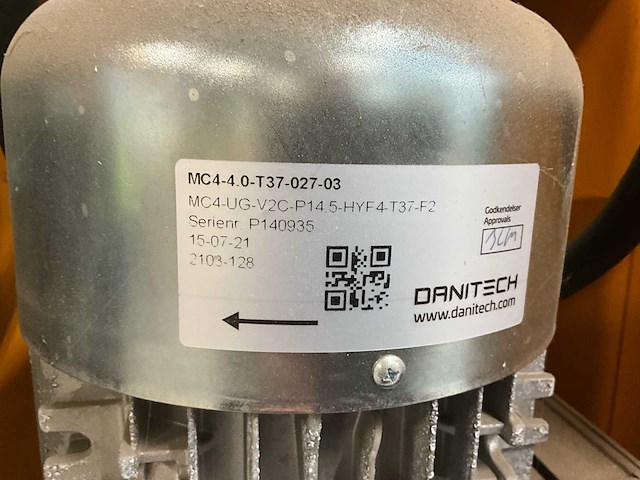 MC4-4.0-T37-027-03
MC4-UG-V2C-P14.5-HYF4-T37-F2
Serienr. P140935
15-07-21
2103-128
Godkendelser
Approvals
DANITECH
www.danitech.com